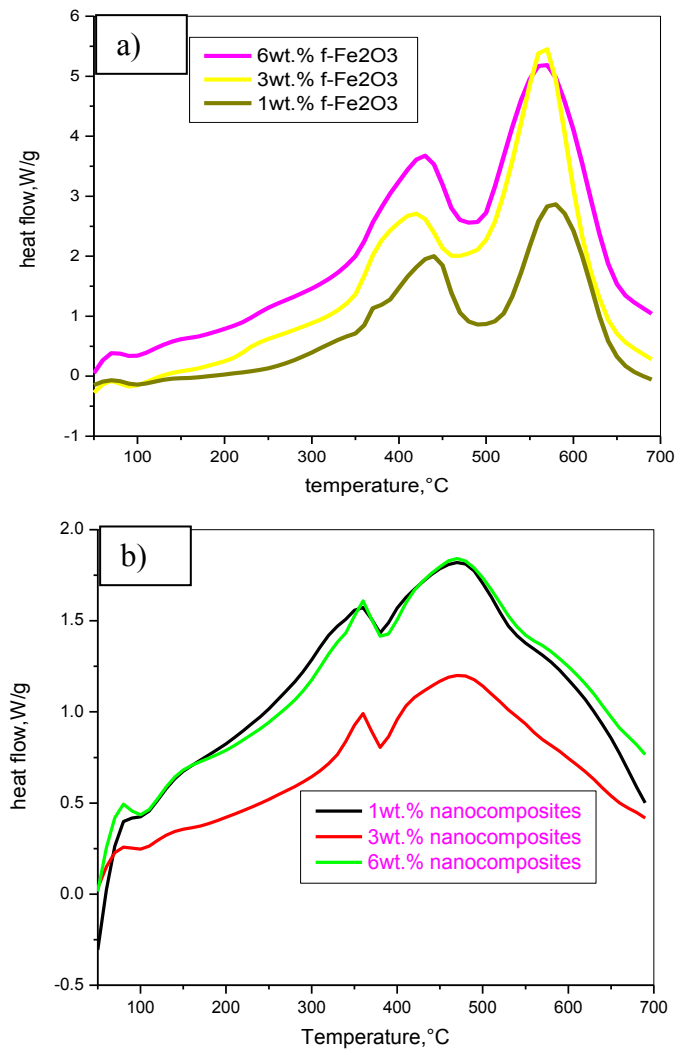 a)
6wt.% f-Fe2O3
3wt.% f-Fe2O3
1wt.% f-Fe2O3
6
5
4
3
2
1
0
-1
heat flow,W/g
100 200 300 400 500 600 700
temperature,°C
b)
2.0
1.5
1.0
0.5
0.0
-0.5
heat flow,W/g
1wt.% nanocomposites
3wt.% nanocomposites
6wt.% nanocomposites
100 200 300 400 500 600 700
Temperature,°C